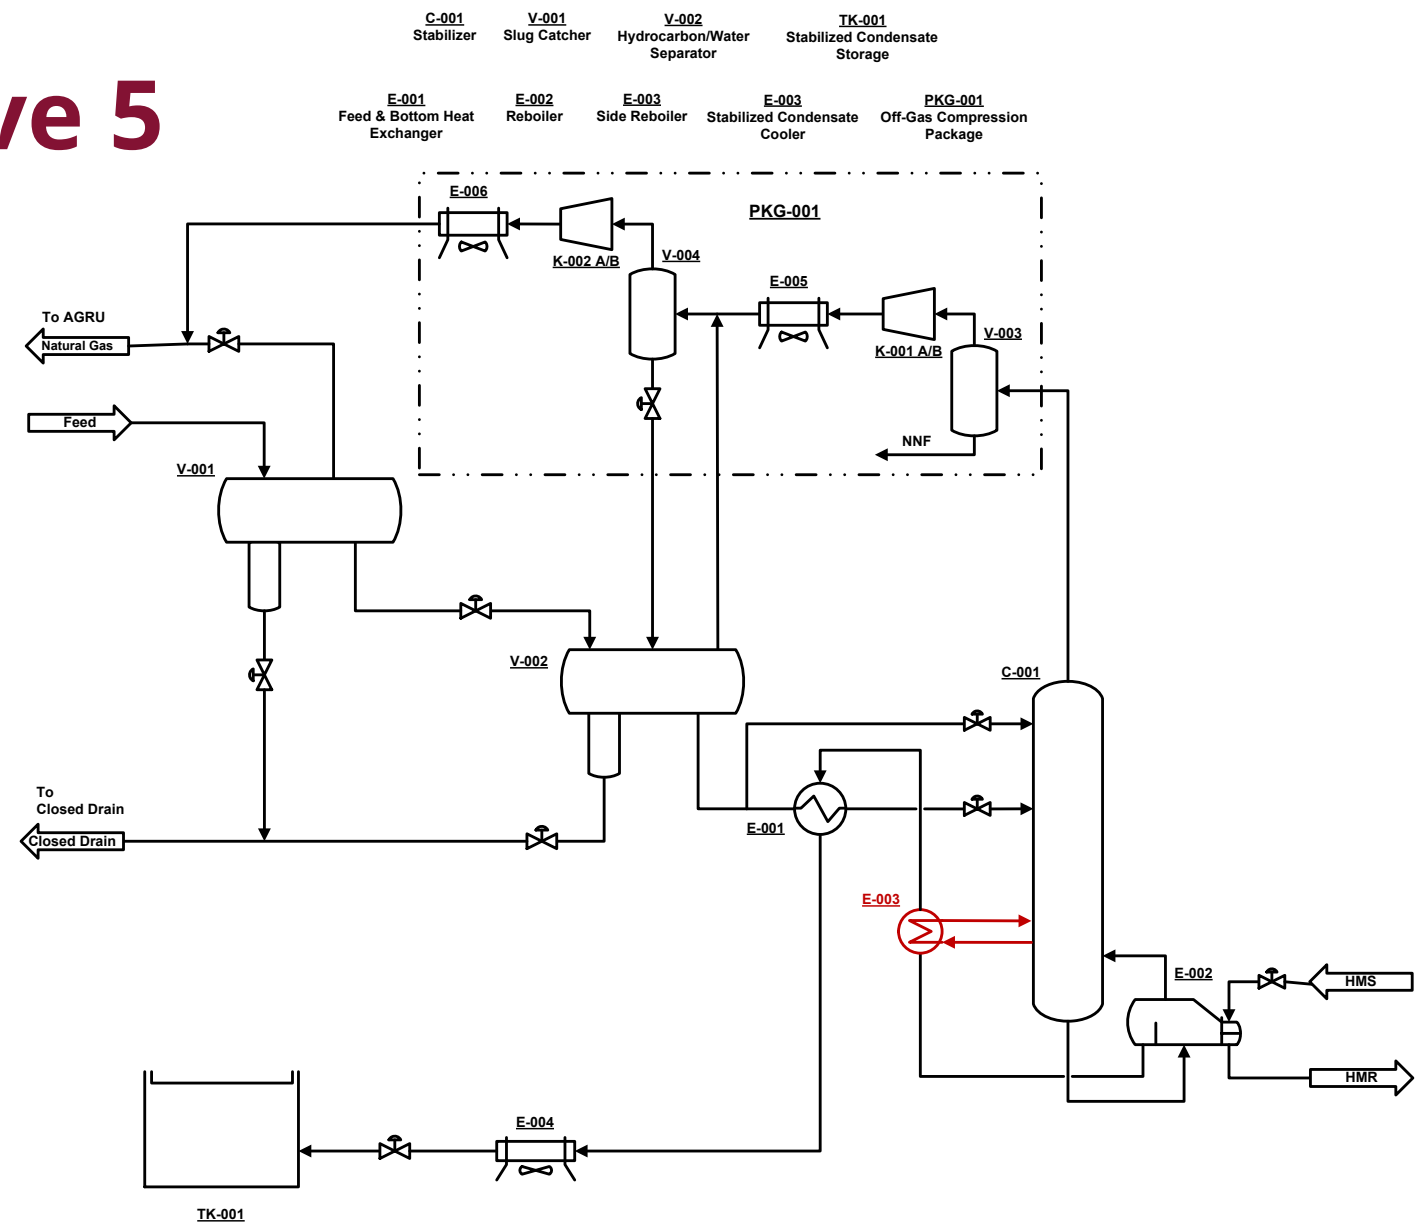 C-001
Stabilizer
V-001
Slug Catcher
V-002
Hydrocarbon/Water
Separator
TK-001
Stabilized Condensate
Storage
ve 5
E-001
Feed & Bottom Heat
Exchanger
E-002
Reboiler
E-003
Side Reboiler
E-003
Stabilized Condensate
Cooler
PKG-001
Off-Gas Compression
Package
E-006
PKG-001
K-002 A/B
V-004
E-005
K-001 A/B
V-003
To AGRU
Natural Gas
Feed
NNF
V-001
V-002
C-001
To
Closed Drain
Closed Drain
E-001
E-003
E-002
HMS
HMR
E-004
TK-001